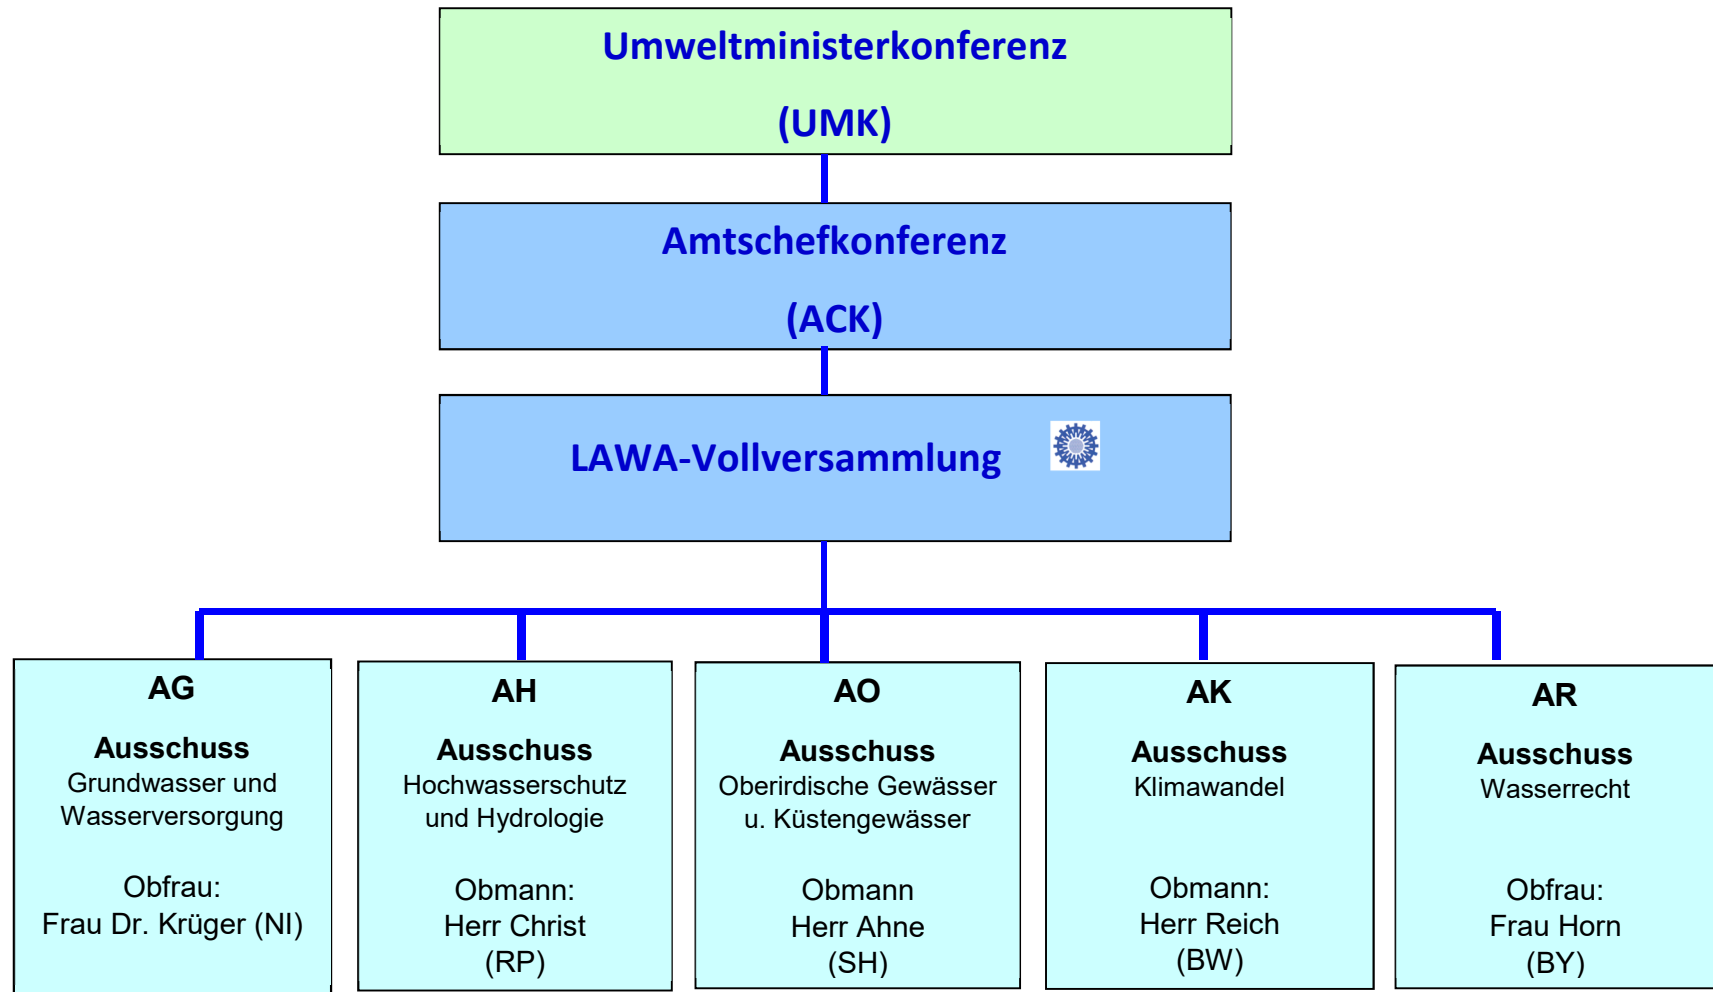 Umweltministerkonferenz
(UMK)
Amtschefkonferenz
(ACK)
LAWA-Vollversammlung
AG
Ausschuss
Grundwasser und
Wasserversorgung
Obfrau:
Frau Dr. Krüger (NI)
AH
Ausschuss
Hochwasserschutz
und Hydrologie
Obmann:
Herr Christ
(RP)
AO
Ausschuss
Oberirdische Gewässer
u. Küstengewässer
Obmann
Herr Ahne
(SH)
AK
Ausschuss
Klimawandel
Obmann:
Herr Reich
(BW)
AR
Ausschuss
Wasserrecht
Obfrau:
Frau Horn
(BY)